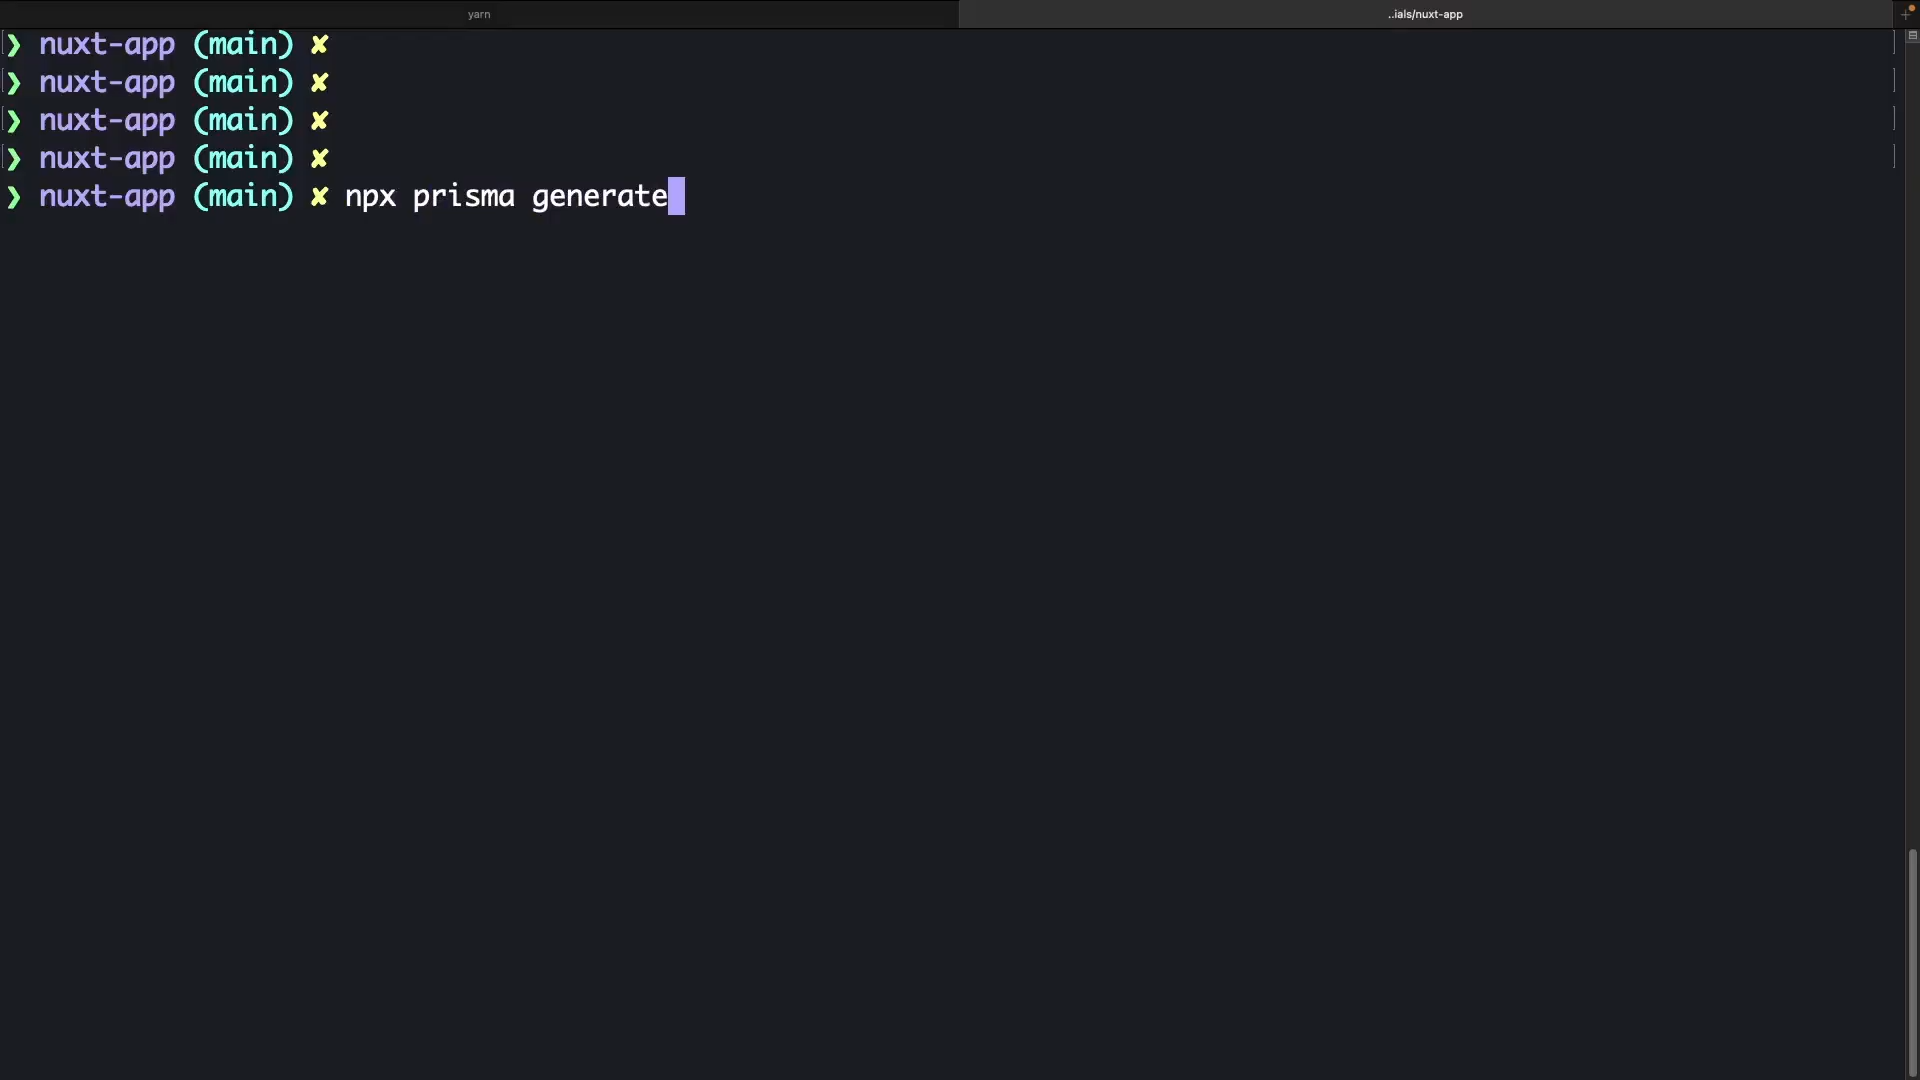 yarn
..ials/nuxt-app
❯ nuxt-app (main) ✘
❯ nuxt-app (main) ✘
❯ nuxt-app (main) ✘
❯ nuxt-app (main) ✘
❯ nuxt-app (main) ✘ npx prisma generate